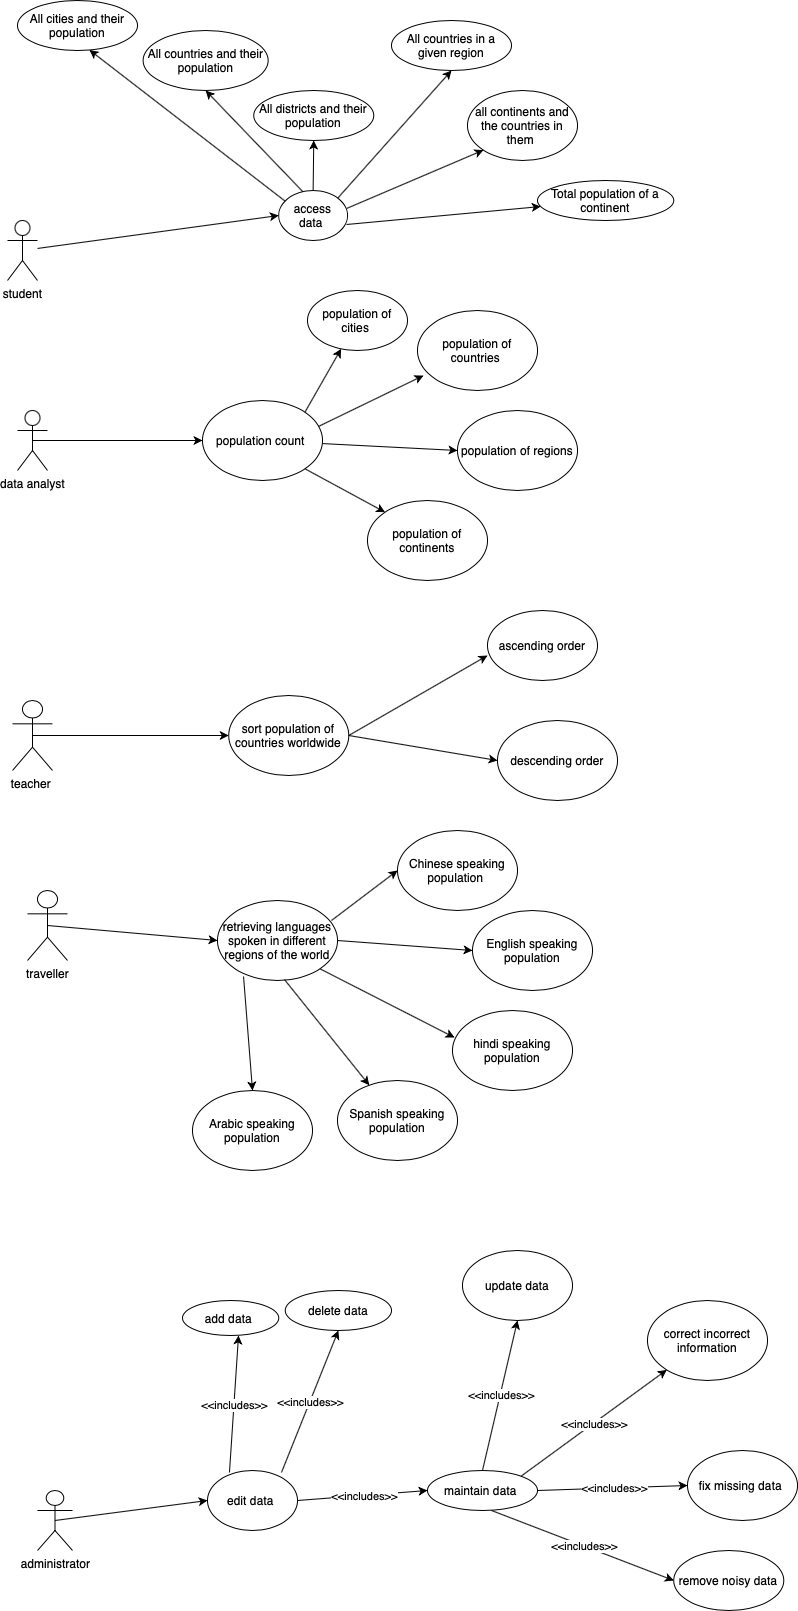 All cities and their
population
All countries and their
population
All countries in a
given region
All districts and their
population
all continents and
the countries in
them
Total population of a
continent
access
data
student
population of
cities
population of
countries
population count
population of regions
data analyst
population of
continents
ascending order
sort population of
countries worldwide
descending order
teacher
Chinese speaking
population
retrieving languages
spoken in different
regions of the world
English speaking
population
traveller
hindi speaking
population
Arabic speaking
population
Spanish speaking
population
update data
add data
delete data
correct incorrect
information
<<includes>>
<<includes>>
<<includes>>
<<includes>>
edit data
<<includes>>
maintain data
<<includes>>
fix missing data
<<includes>>
administrator
remove noisy data